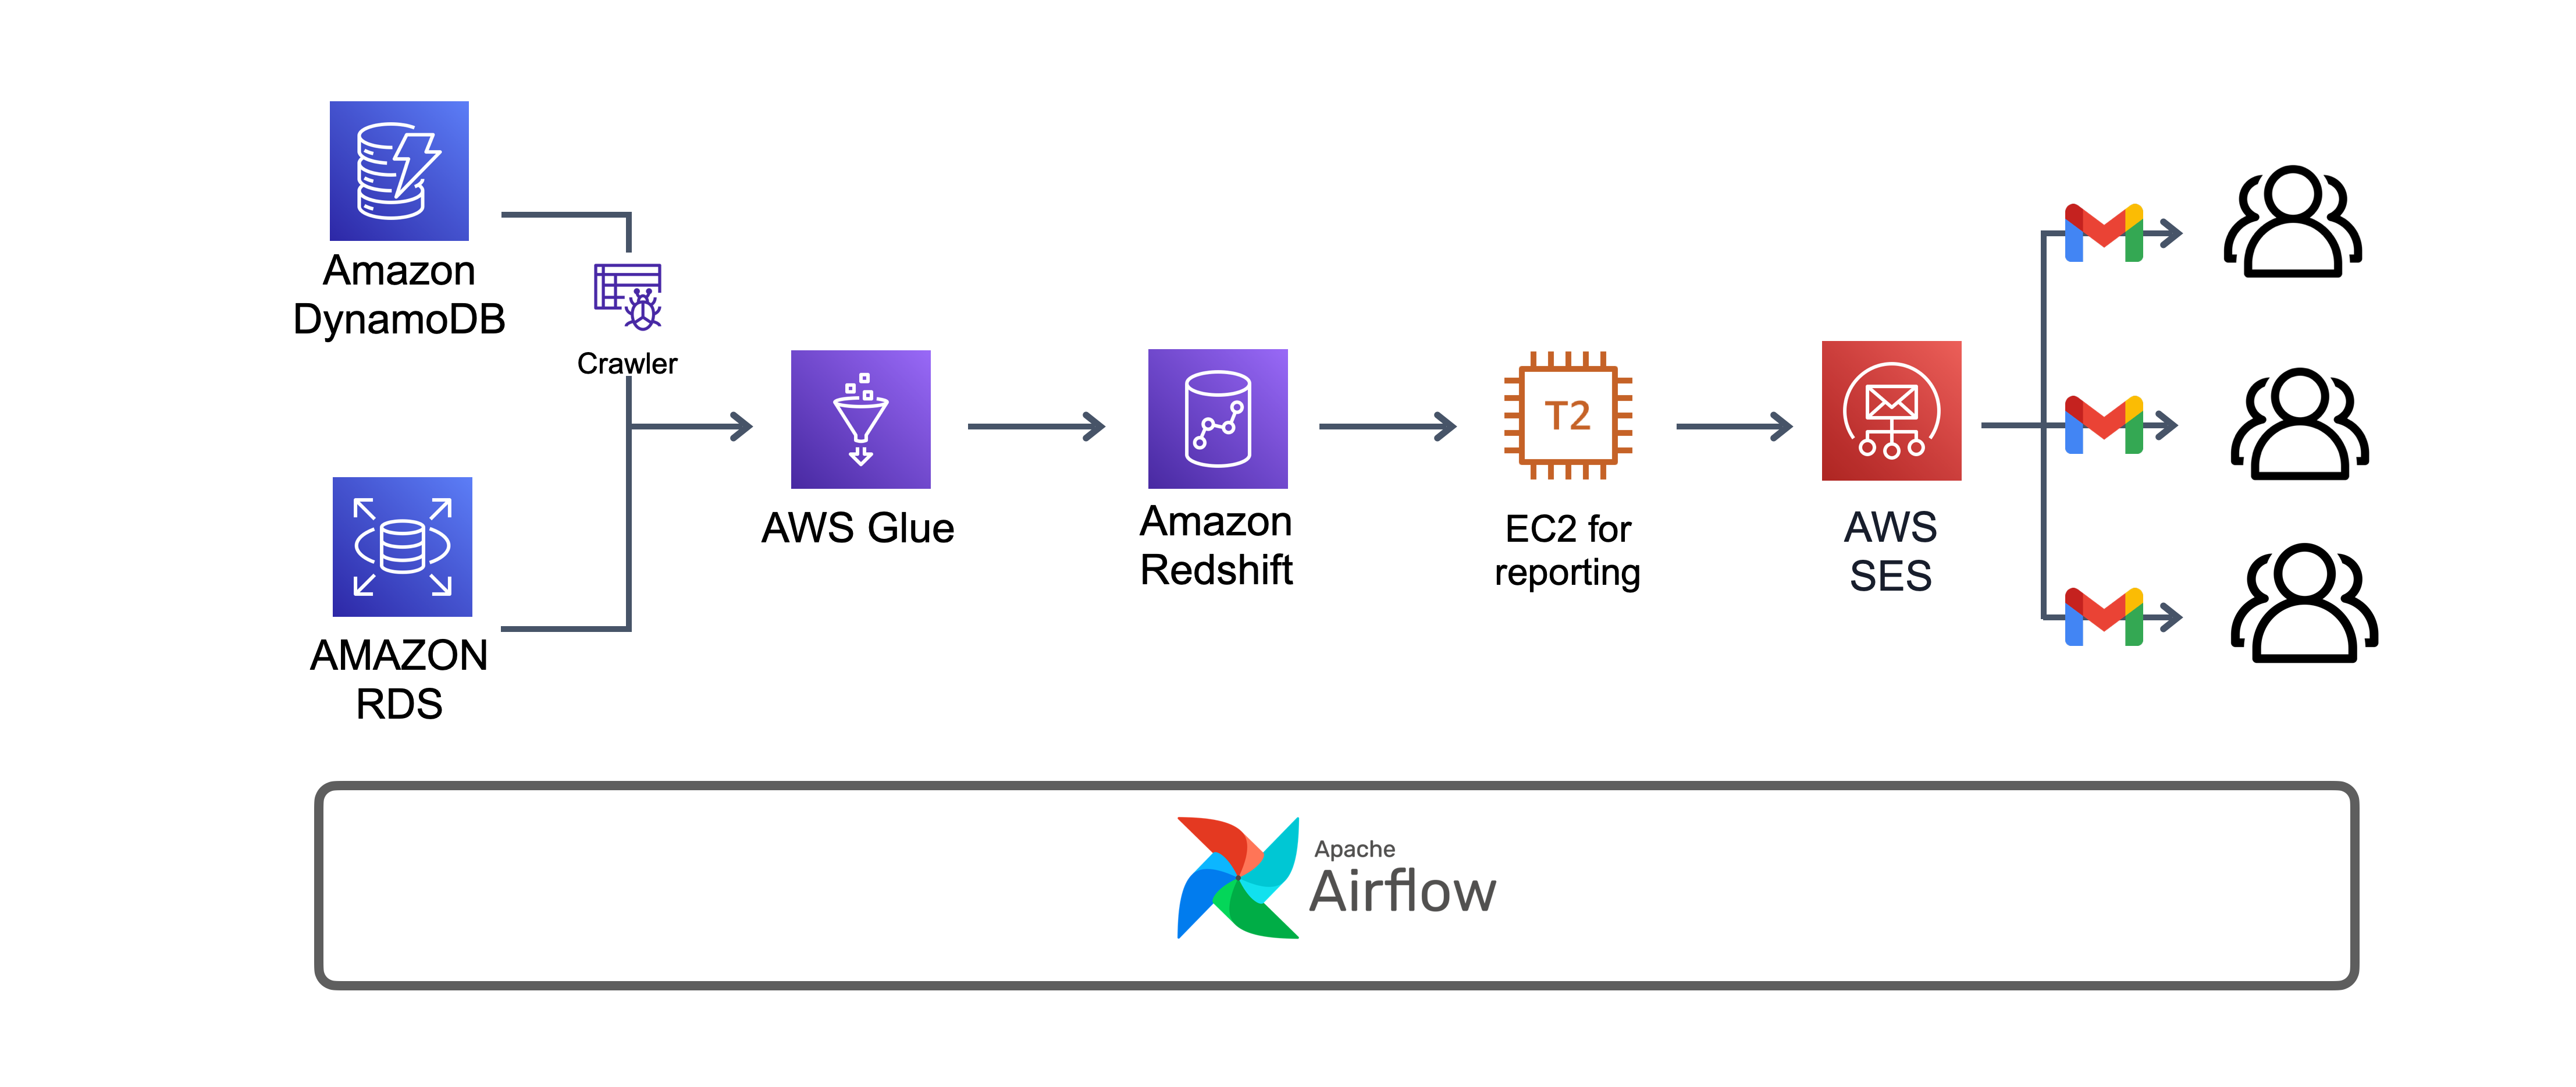 Amazon
DynamoDB
Crawler
AMAZON
RDS
AWS Glue
Amazon
Redshift
T2
EC2 for
reporting
AWS
SES
Apache
Airflow